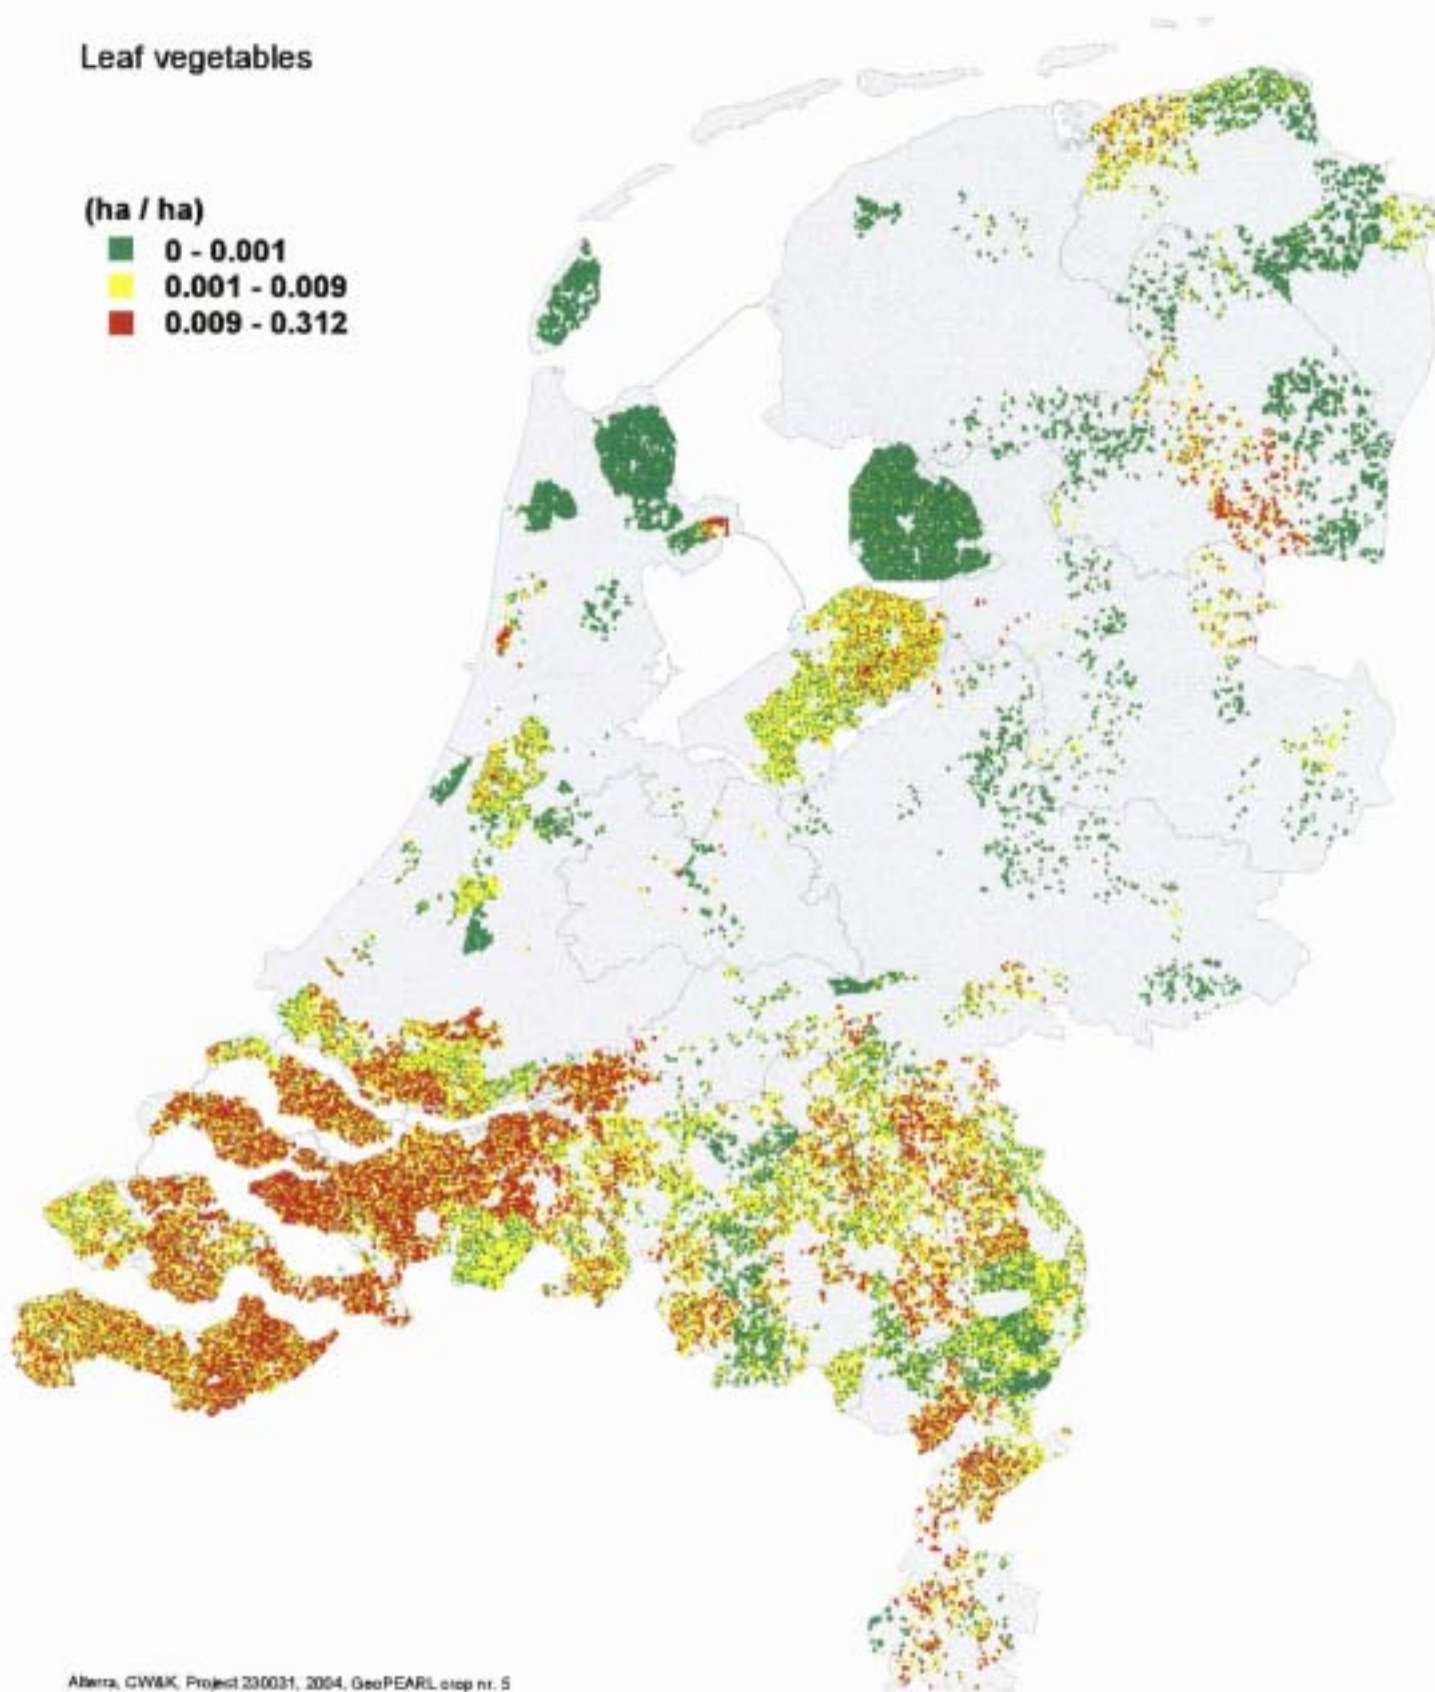 Leaf vegetables
(ha / ha)
0 - 0.001
0.001 - 0.009
0.009 - 0.312
Alterra, CW&K, Project 230031, 2004, GeoPEARL crop nr. 5